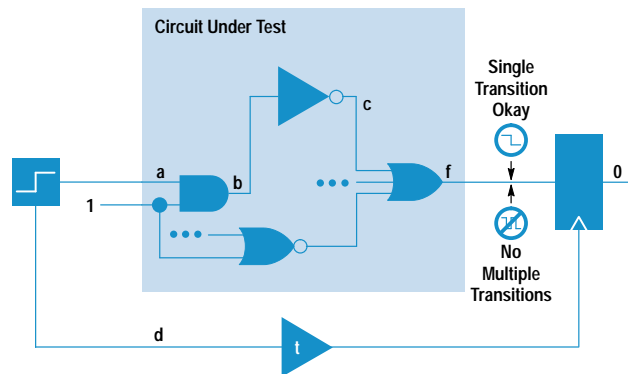 Circuit Under Test
Single
Transition
Okay
c
a
b
f
0
1
No
Multiple
Transitions
d
t